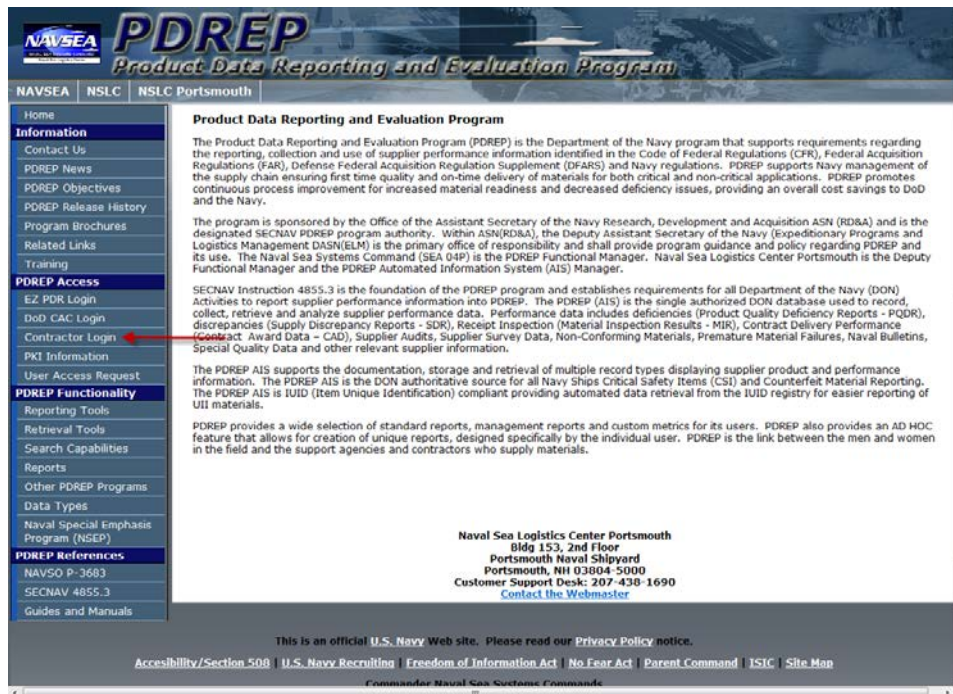 NAVSEA
PDREP
Product Data Reporting and Evaluation Program
NAVSEA NSLC NSLC Portsmouth
Home
Information
Contact Us
PDREP News
PDREP Objectives
PDREP Release History
Program Brochures
Related Links
Training
PDREP Access
EZ PDR Login
DoD CAC Login
Contractor Login
PKI Information
User Access Request
PDREP Functionality
Reporting Tools
Retrieval Tools
Search Capabilities
Reports
Other PDREP Programs
Data Types
Naval Special Emphasis
Program (NSEP)
PDREP References
NAVSO P-3683
SECNAV 4855.3
Guides and Manuals
Product Data Reporting and Evaluation Program
The Product Data Reporting and Evaluation Program (PDREP) is the Department of the Navy program that supports requirements regarding
the reporting, collection and use of supplier performance information identified in the Code of Federal Regulations (CFR), Federal Acquisition
Regulations (FAR), Defense Federal Acquisition Regulation Supplement (DFARS) and Navy regulations. PDREP supports Navy management of
the supply chain ensuring first time quality and on-time delivery of materials for both critical and non-critical applications. PDREP promotes
continuous process improvement for increased material readiness and decreased deficiency issues, providing an overall cost savings to DoD
and the Navy.
The program is sponsored by the Office of the Assistant Secretary of the Navy Research, Development and Acquisition ASN (RD&A) and is the
designated SECNAV PDREP program authority. Within ASN(RD&A), the Deputy Assistant Secretary of the Navy (Expeditionary Programs and
Logistics Management DASN(ELM) is the primary office of responsibility and shall provide program guidance and policy regarding PDREP and
its use. The Naval Sea Systems Command (SEA 04P) is the PDREP Functional Manager. Naval Sea Logistics Center Portsmouth is the Deputy
Functional Manager and the PDREP Automated Information System (AIS) Manager.
SECNAV Instruction 4855.3 is the foundation of the PDREP program and establishes requirements for all Department of the Navy (DON)
Activities to report supplier performance information into PDREP. The PDREP (AIS) is the single authorized DON database used to record,
collect, retrieve and analyze supplier performance data. Performance data includes deficiencies (Product Quality Deficiency Reports - PQDR),
discrepancies (Supply Discrepancy Reports - SDR), Receipt Inspection (Material Inspection Results - MIR), Contract Delivery Performance
(Contract Award Data – CAD), Supplier Audits, Supplier Survey Data, Non-Conforming Materials, Premature Material Failures, Naval Bulletins,
Special Quality Data and other relevant supplier information.
The PDREP AIS supports the documentation, storage and retrieval of multiple record types displaying supplier product and performance
information. The PDREP AIS is the DON authoritative source for all Navy Ships Critical Safety Items (CSI) and Counterfeit Material Reporting.
The PDREP AIS is IUID (Item Unique Identification) compliant providing automated data retrieval from the IUID registry for easier reporting of
UII materials.
PDREP provides a wide selection of standard reports, management reports and custom metrics for its users. PDREP also provides an AD HOC
feature that allows for creation of unique reports, designed specifically by the individual user. PDREP is the link between the men and women
in the field and the support agencies and contractors who supply materials.
Naval Sea Logistics Center Portsmouth
Bldg 153, 2nd Floor
Portsmouth Naval Shipyard
Portsmouth, NH 03804-5000
Customer Support Desk: 207-438-1690
Contact the Webmaster
This is an official U.S. Navy Web site. Please read our Privacy Policy notice.
Accesibility/Section 508 | U.S. Navy Recruiting | Freedom of Information Act | No Fear Act | Parent Command | ISIC | Site Map
Commander Naval Sea Systems Commands